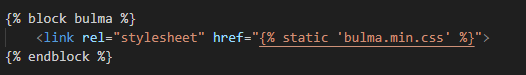 {% block bulma %}
    <link rel="stylesheet" href="{% static 'bulma.min.css' %}">
{% endblock %}